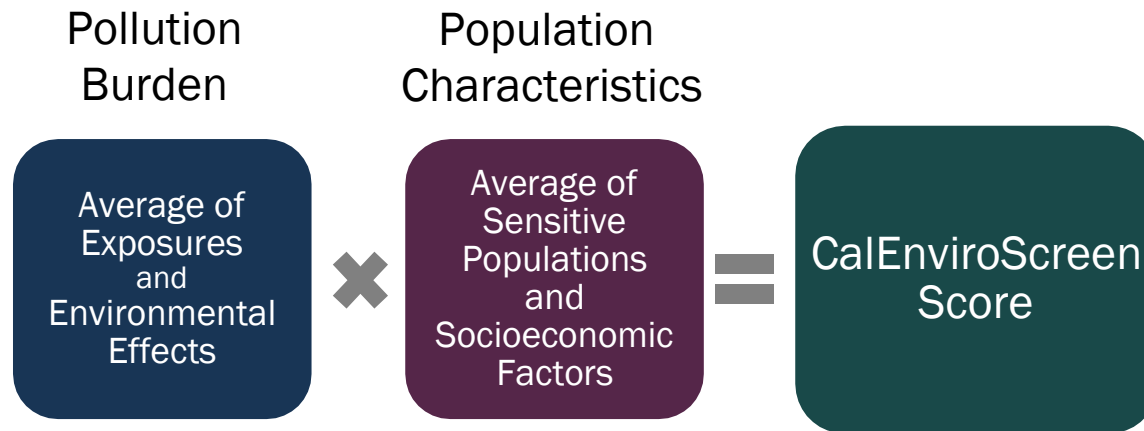 Pollution
Burden
Population
Characteristics
Average of
Exposures
and
Environmental
Effects
Average of
Sensitive
Populations
and
Socioeconomic
Factors
CalEnviroScreen
Score